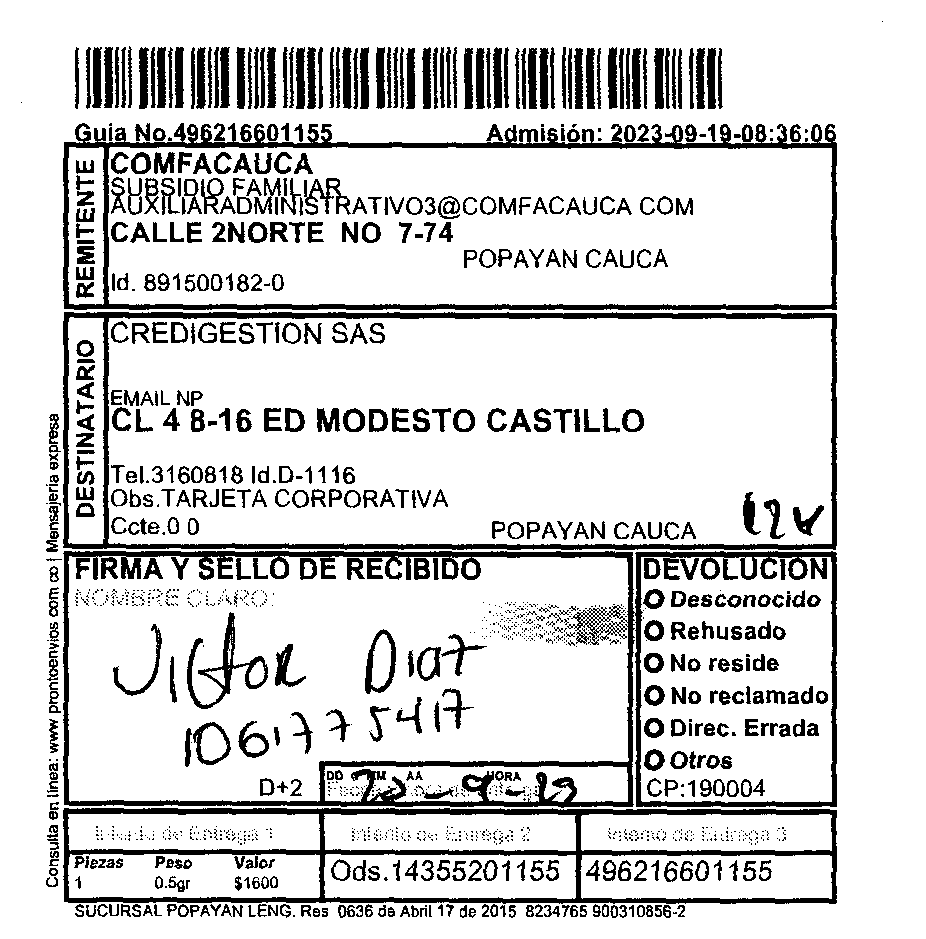 Guia No.496216601155 Admisión: 2023-09-19-08:36:06
REMITENTE
COMFACAUCA
SUBSIDIO FAMILIAR
AUXILIARADMINISTRATIVO3@COMFACAUCA COM
CALLE 2NORTE NO 7-74
POPAYAN CAUCA
Id. 891500182-0
DESTINATARIO
CREDIGESTION SAS
EMAIL NP
CL 4 8-16 ED MODESTO CASTILLO
Tel.3160818 Id.D-1116
Obs.TARJETA CORPORATIVA
Ccte.0 0
POPAYAN CAUCA
Consulta en linea: www prontoenvios com co | Mensajeria expresa
FIRMA Y SELLO DE RECIBIDO
NOMBRE CLARO:
Victor Diaz
1061775417
D+2
DD MM AA HORA
20-9-23
DEVOLUCION
Desconocido
Rehusado
No reside
No reclamado
Direc. Errada
Otros
CP:190004
Intento de Entrega 1 Intento de Entrega 2 Intento de Entrega 3
Piezas Peso Valor
1 0.5gr $1600
Ods.14355201155 496216601155
SUCURSAL POPAYAN LENG. Res 0636 de Abril 17 de 2015 8234765 900310856-2